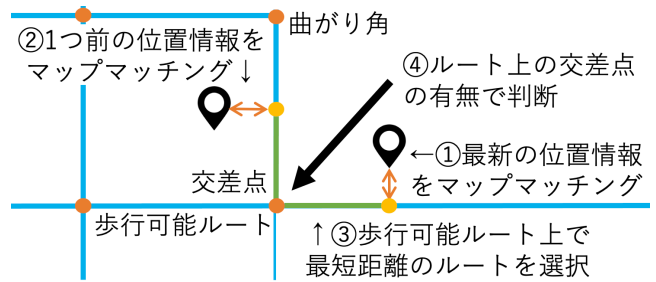 曲がり角
②1つ前の位置情報を
マップマッチング↓
④ルート上の交差点
の有無で判断
←①最新の位置情報
をマップマッチング
交差点
歩行可能ルート
↑③歩行可能ルート上で
最短距離のルートを選択